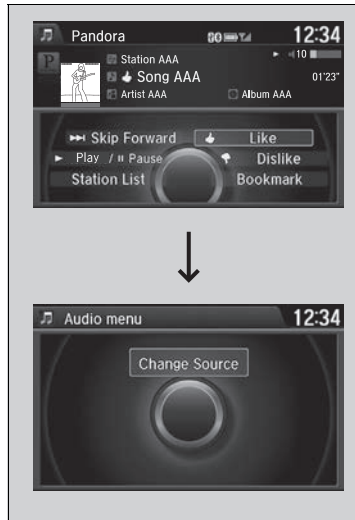 Pandora 12:34
P Station AAA 10
Song AAA 01'23"
Artist AAA Album AAA
Skip Forward Like
Play / Pause Dislike
Station List Bookmark
Audio menu 12:34
Change Source